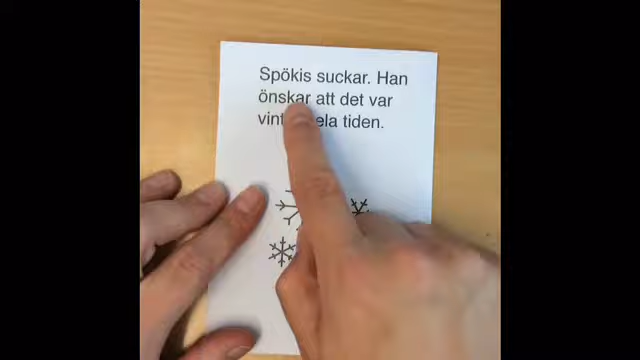 Spökis suckar. Han
önskar att det var
tiden.